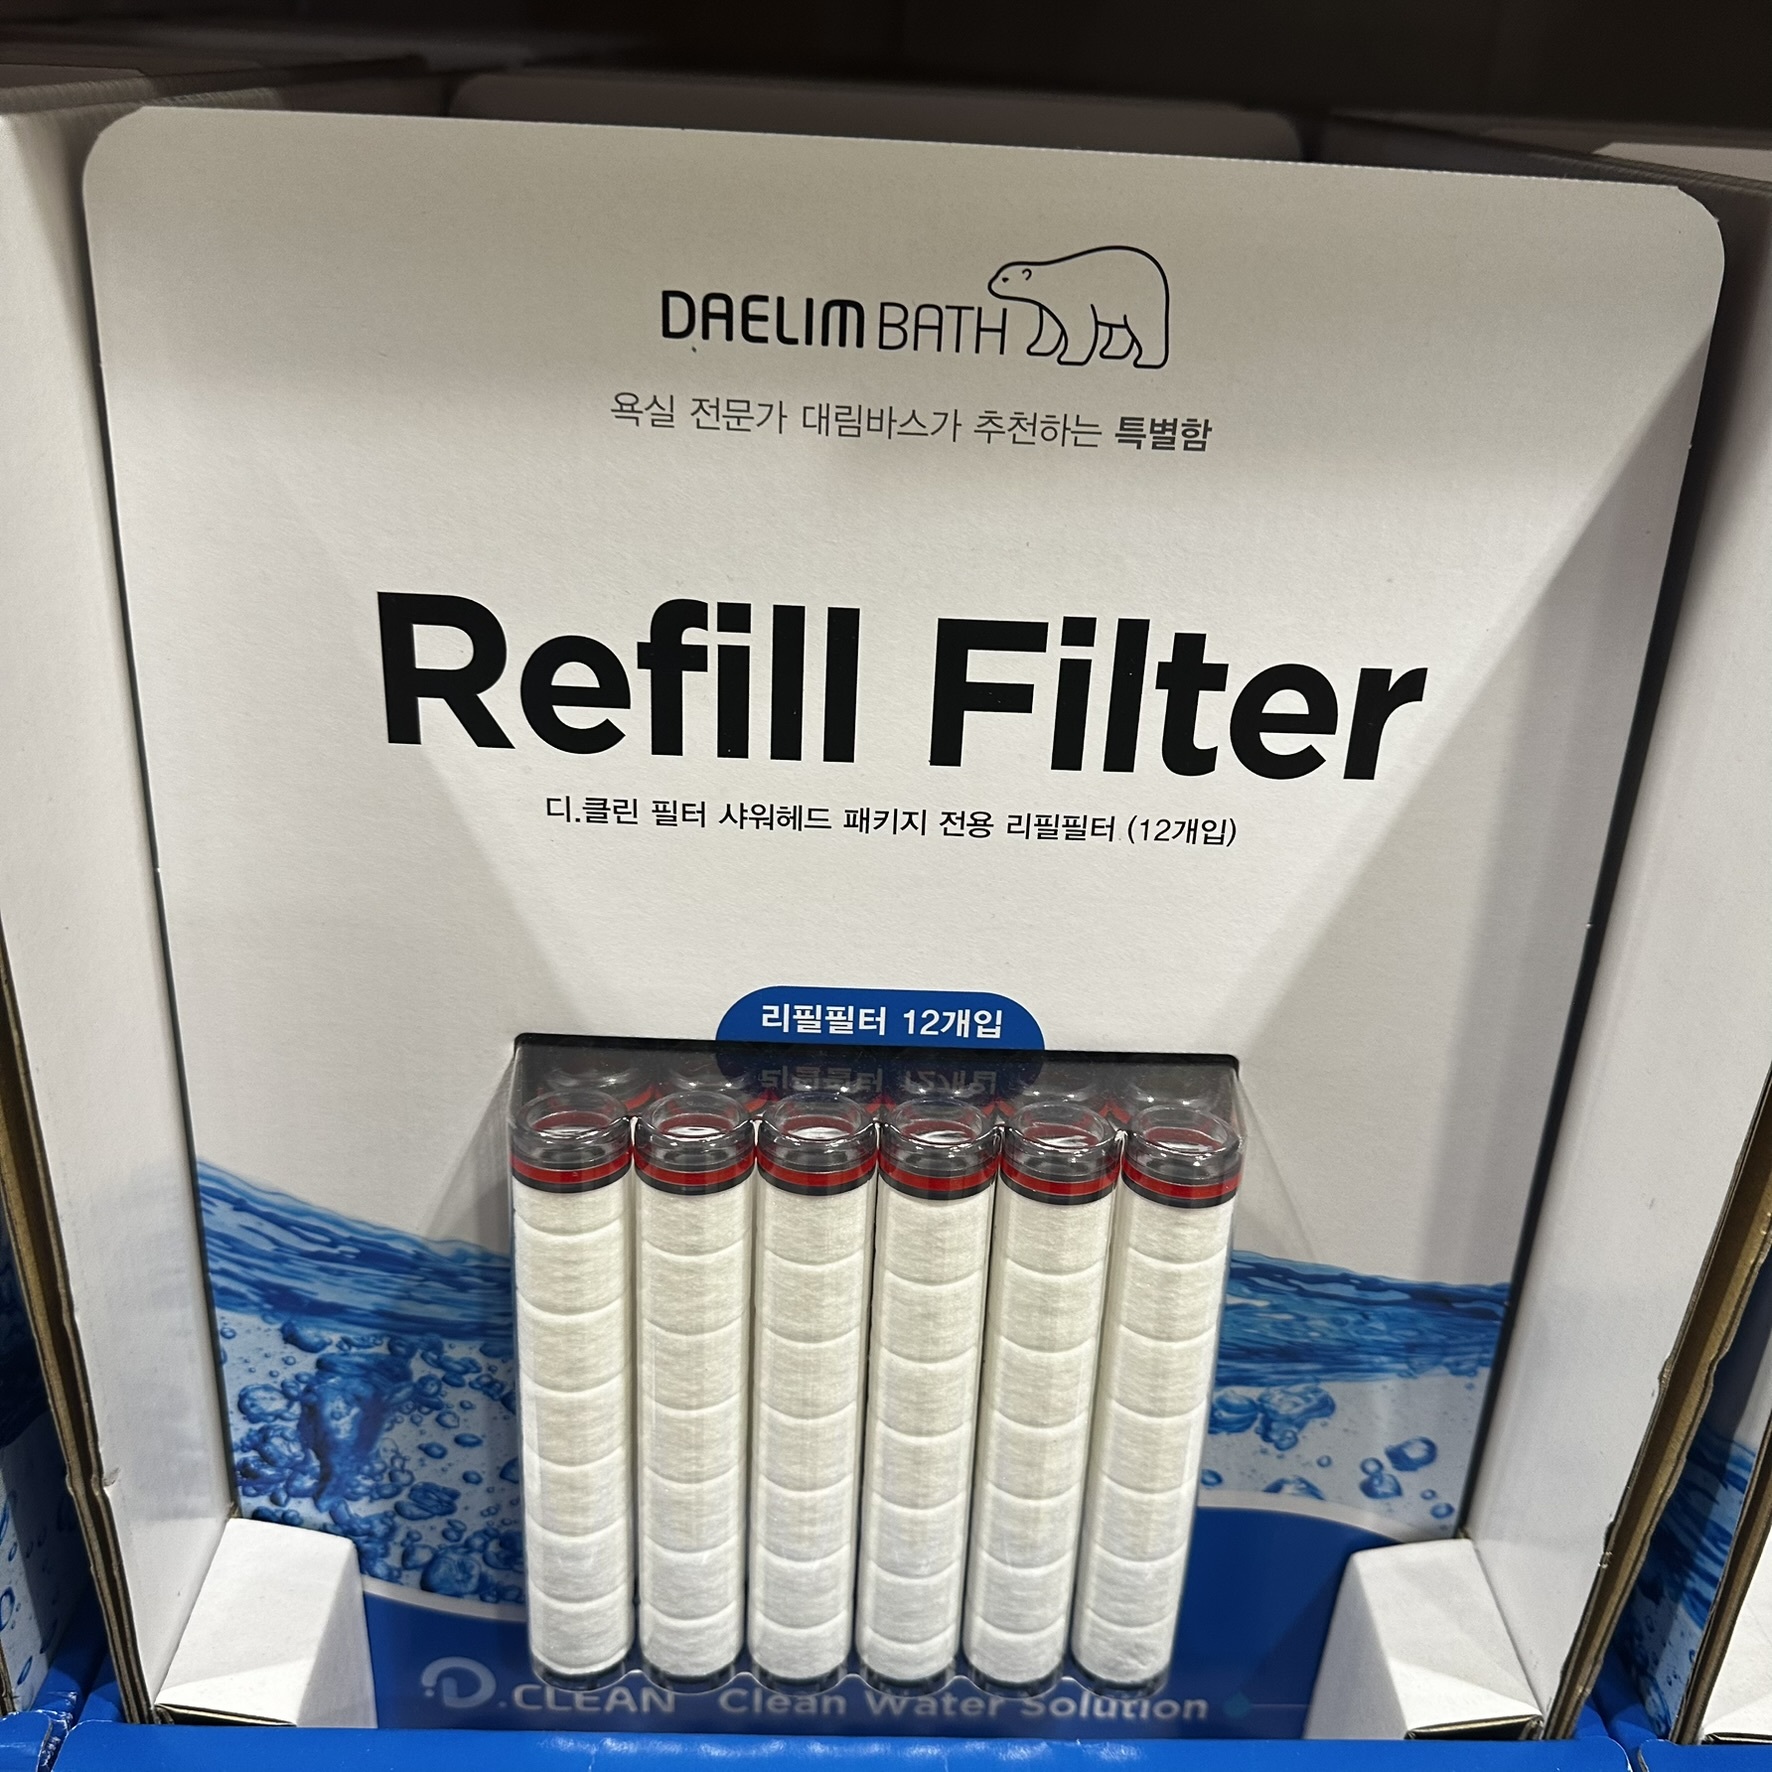 DAELIM BATH
욕실 전문가 대림바스가 추천하는 특별함
Refill Filter
디.클린 필터 샤워헤드 패키지 전용 리필필터 (12개입)
리필필터 12개입
D.CLEAN Clean Water Solution